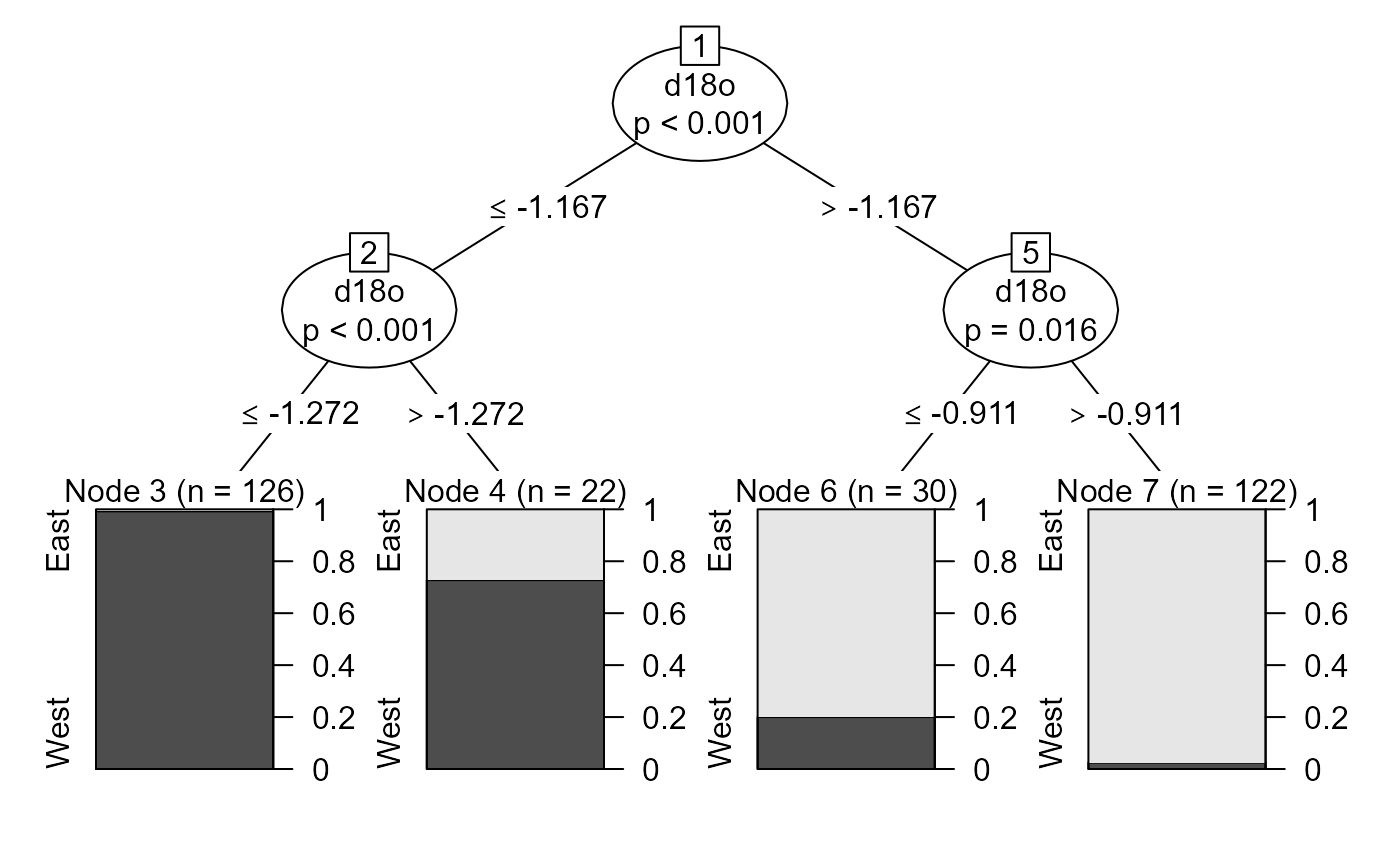 1
d18o
p < 0.001
≤ -1.167
> -1.167
2
d18o
p < 0.001
5
d18o
p = 0.016
≤ -1.272
> -1.272
≤ -0.911
> -0.911
Node 3 (n = 126)
East
West
1
0.8
0.6
0.4
0.2
0
Node 4 (n = 22)
East
West
1
0.8
0.6
0.4
0.2
0
Node 6 (n = 30)
East
West
1
0.8
0.6
0.4
0.2
0
Node 7 (n = 122)
East
West
1
0.8
0.6
0.4
0.2
0